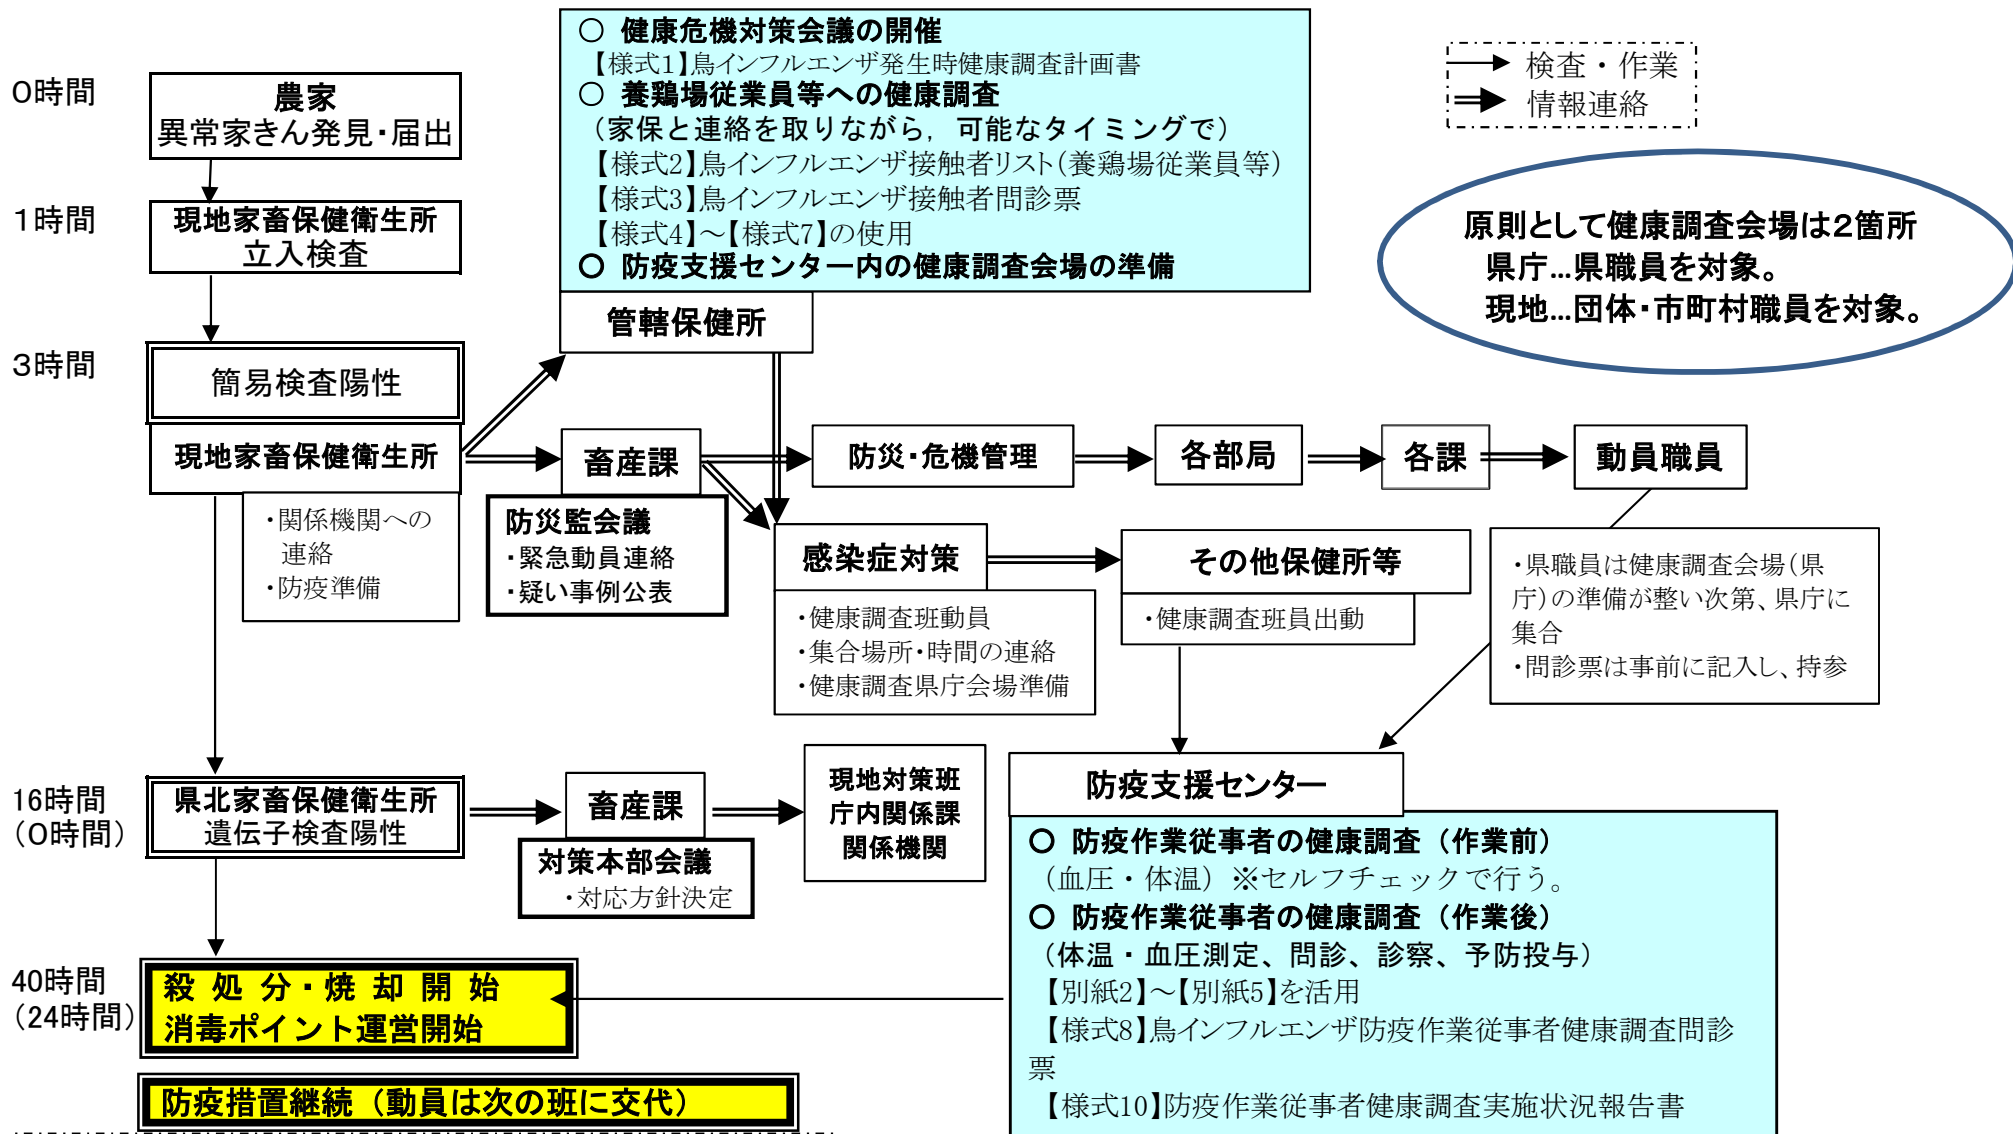 ○ 健康危機対策会議の開催
【様式1】鳥インフルエンザ発生時健康調査計画書
○ 養鶏場従業員等への健康調査
（家保と連絡を取りながら，可能なタイミングで）
【様式2】鳥インフルエンザ接触者リスト（養鶏場従業員等）
【様式3】鳥インフルエンザ接触者問診票
【様式4】～【様式7】の使用
○ 防疫支援センター内の健康調査会場の準備
管轄保健所
検査・作業
情報連絡
原則として健康調査会場は2箇所
県庁…県職員を対象。
現地…団体・市町村職員を対象。
0時間
農家
異常家きん発見・届出
1時間
現地家畜保健衛生所
立入検査
3時間
簡易検査陽性
現地家畜保健衛生所
・関係機関への
連絡
・防疫準備
畜産課
防災監会議
・緊急動員連絡
・疑い事例公表
防災・危機管理
各部局
各課
動員職員
感染症対策
・健康調査班動員
・集合場所・時間の連絡
・健康調査県庁会場準備
その他保健所等
・健康調査班員出動
・県職員は健康調査会場（県
庁）の準備が整い次第、県庁に
集合
・問診票は事前に記入し、持参
16時間
（0時間）
県北家畜保健衛生所
遺伝子検査陽性
畜産課
対策本部会議
・対応方針決定
現地対策班
庁内関係課
関係機関
防疫支援センター
○ 防疫作業従事者の健康調査（作業前）
（血圧・体温）※セルフチェックで行う。
○ 防疫作業従事者の健康調査（作業後）
（体温・血圧測定、問診、診察、予防投与）
【別紙2】～【別紙5】を活用
【様式8】鳥インフルエンザ防疫作業従事者健康調査問診
票
【様式10】防疫作業従事者健康調査実施状況報告書
40時間
（24時間）
殺 処 分・焼 却 開 始
消毒ポイント運営開始
防疫措置継続（動員は次の班に交代）